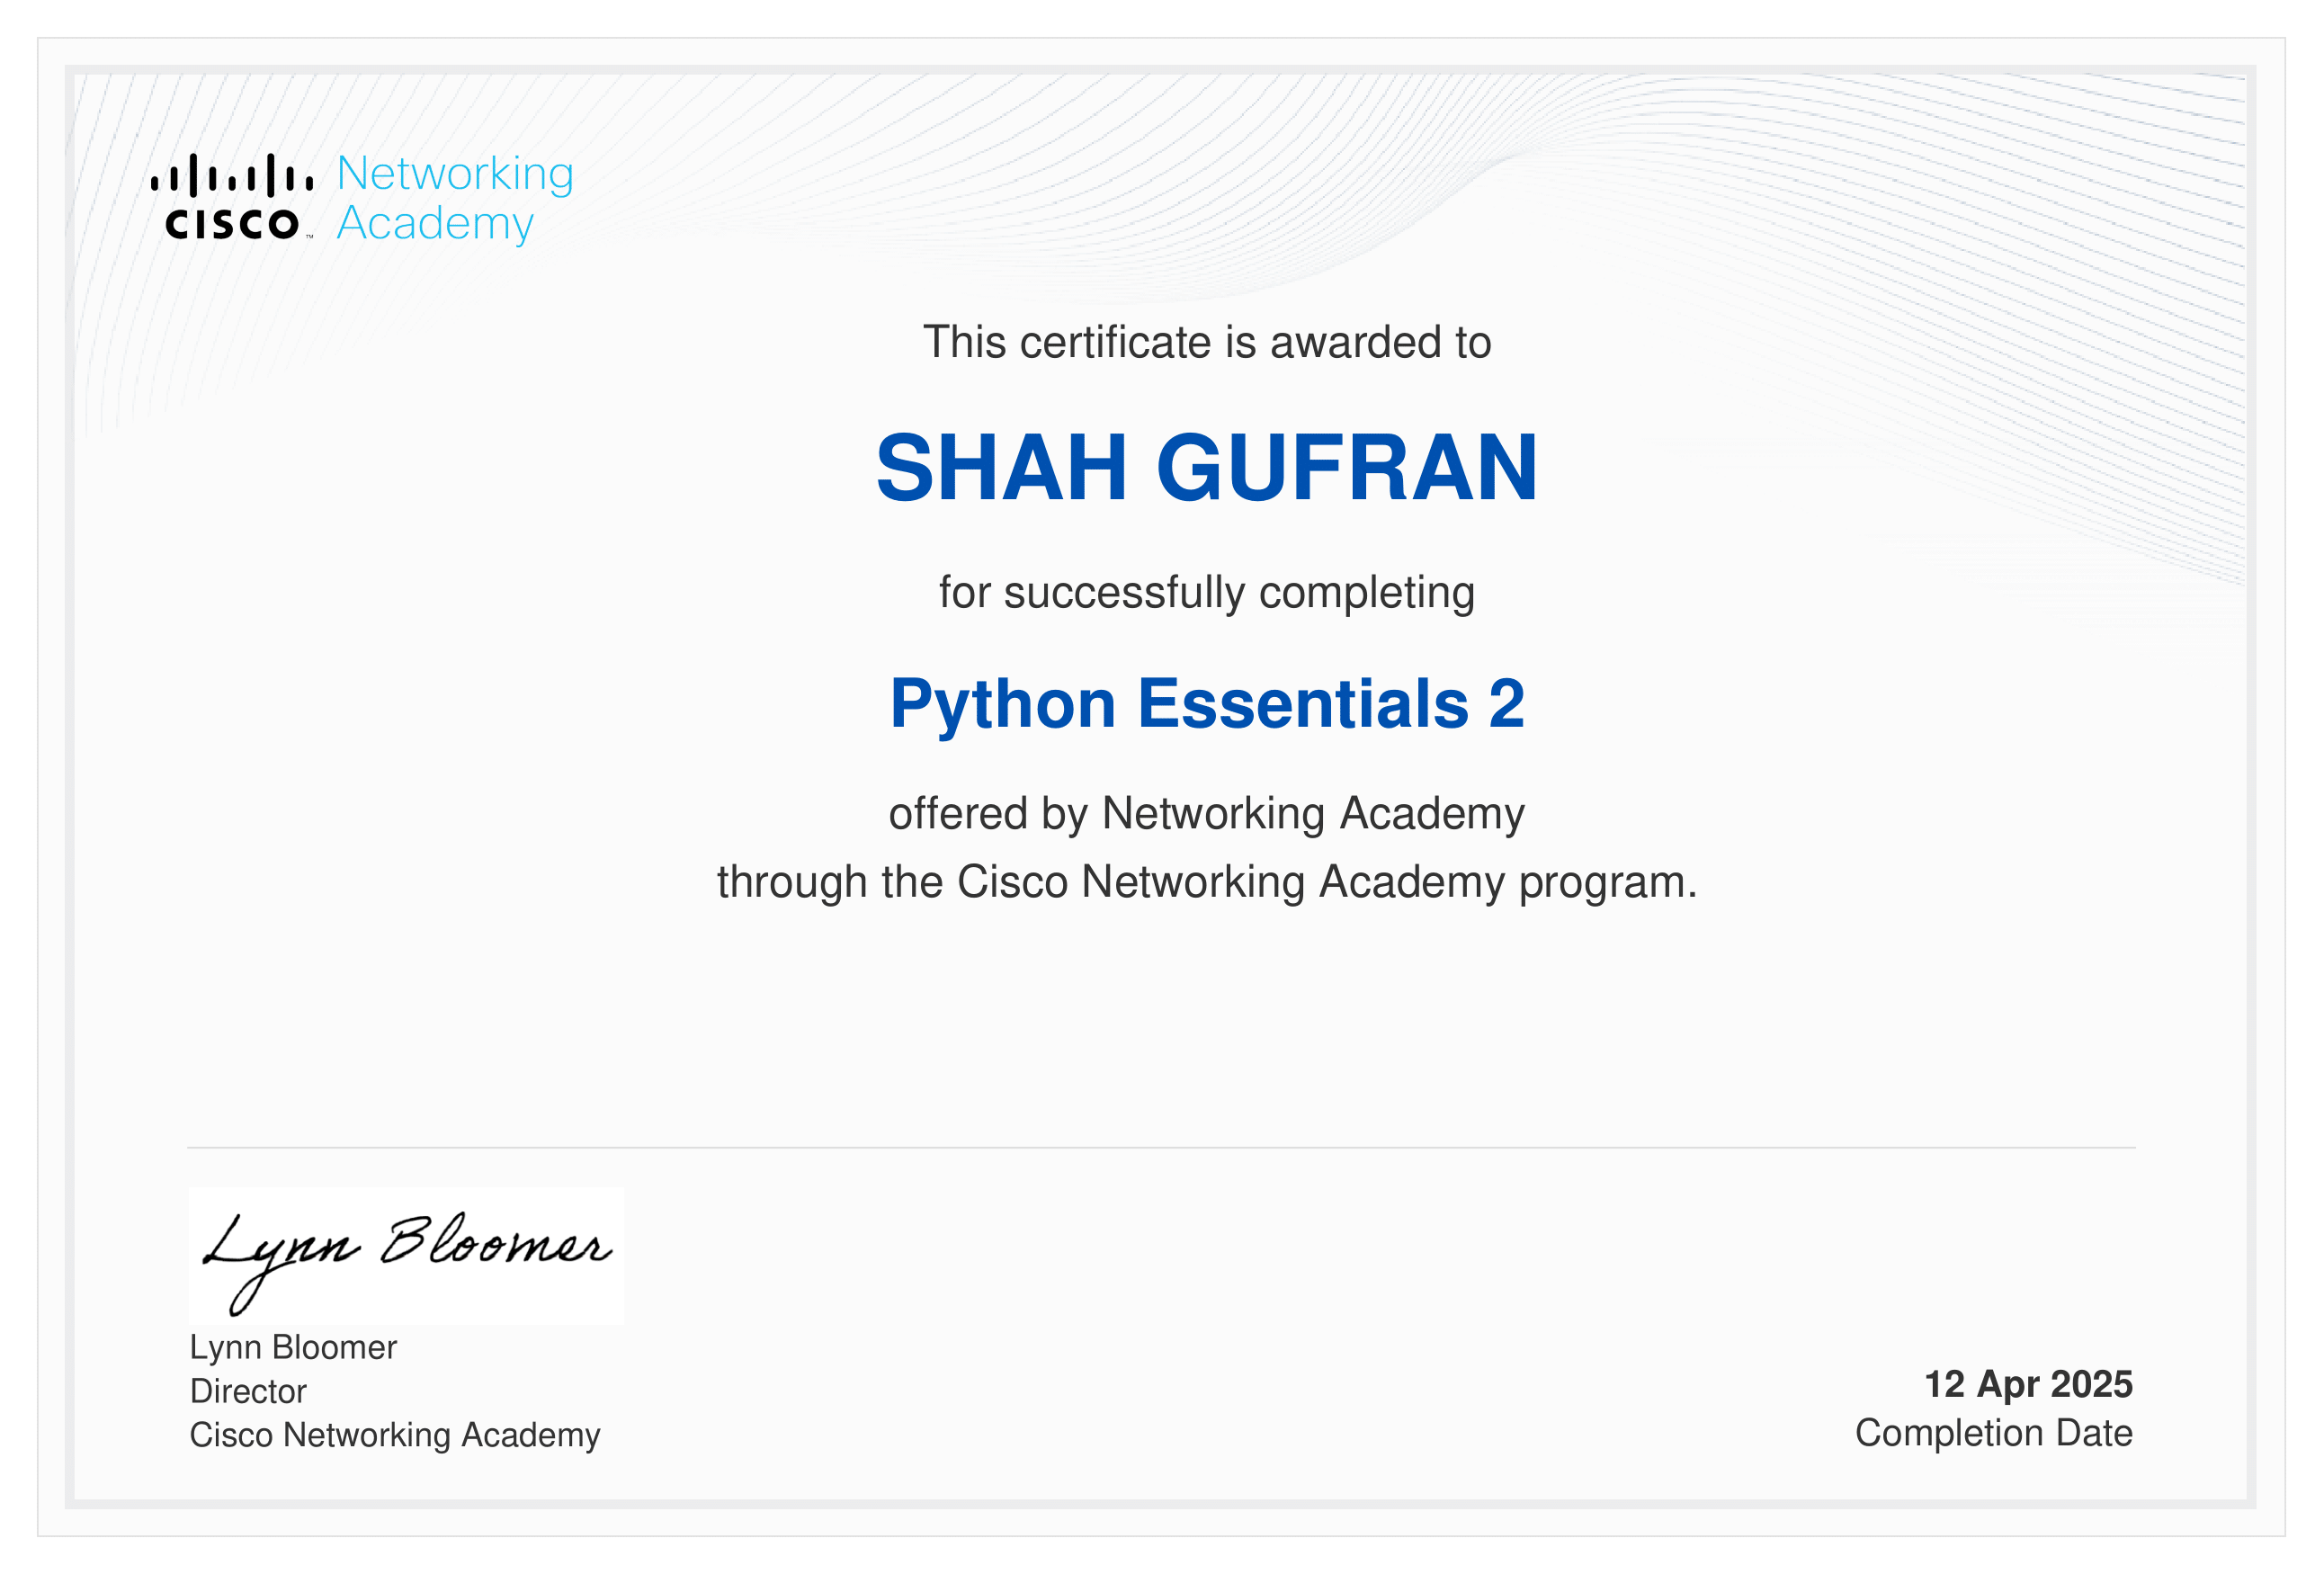 Networking
Academy
CISCO™
This certificate is awarded to
SHAH GUFRAN
for successfully completing
Python Essentials 2
offered by Networking Academy
through the Cisco Networking Academy program.
Lynn Bloomer
Lynn Bloomer
Director
Cisco Networking Academy
12 Apr 2025
Completion Date